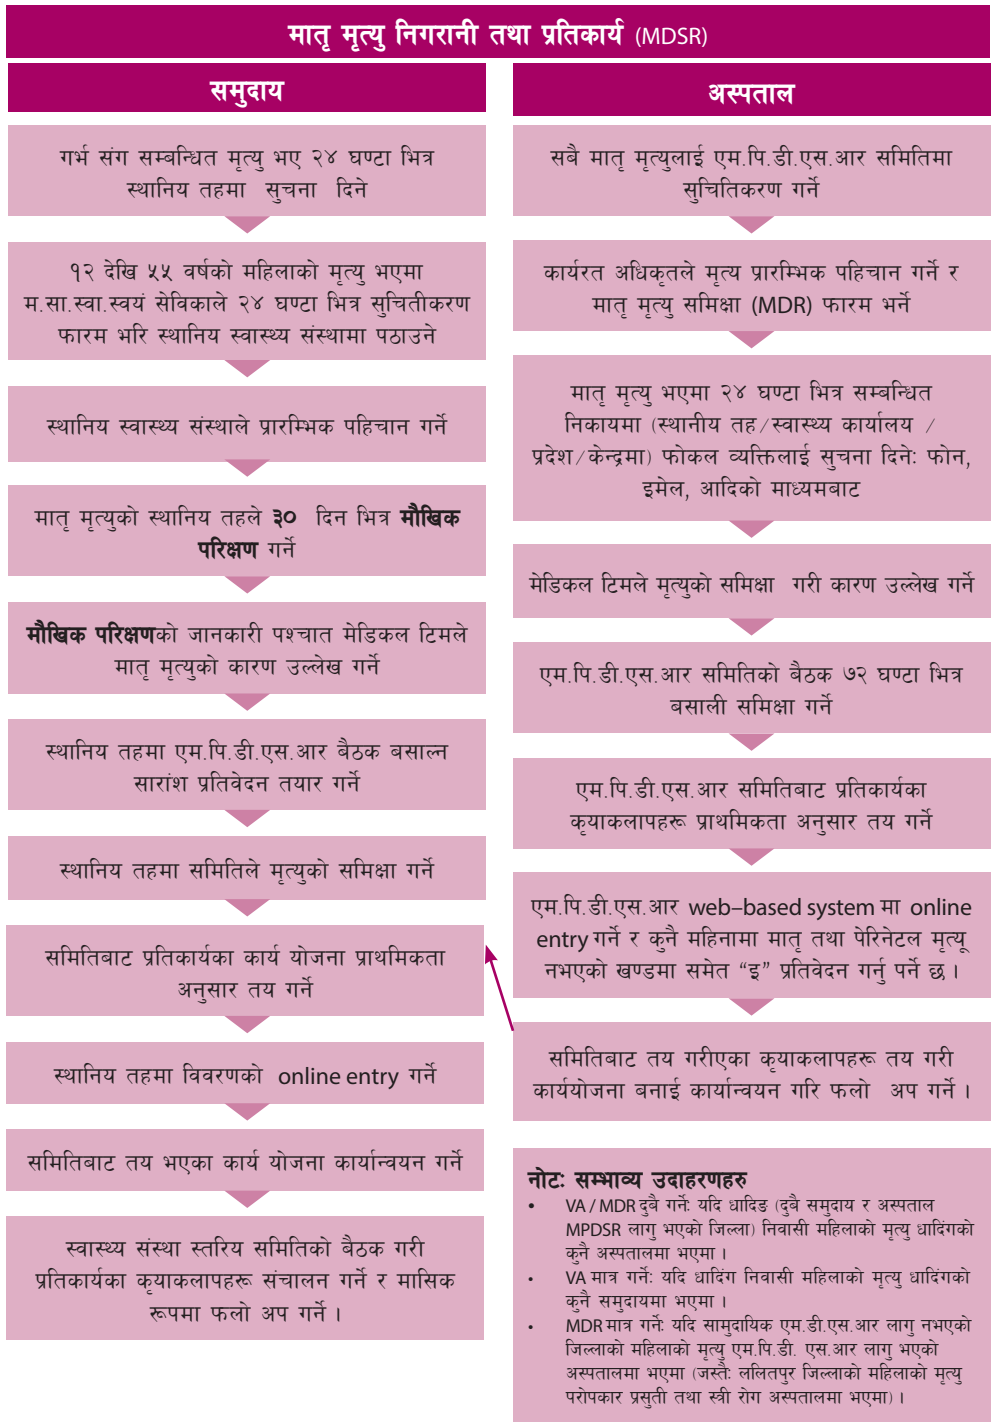 मातृ मृत्यु निगरानी तथा प्रतिकार्य (MDSR)
समुदाय
गर्भ संग सम्बन्धित मृत्यु भए २४ घण्टा भित्र
स्थानिय तहमा सुचना दिने
१२ देखि ५५ वर्षको महिलाको मृत्यु भएमा
म.सा.स्वा.स्वयं सेविकाले २४ घण्टा भित्र सुचितीकरण
फारम भरि स्थानिय स्वास्थ्य संस्थामा पठाउने
स्थानिय स्वास्थ्य संस्थाले प्रारम्भिक पहिचान गर्ने
मातृ मृत्युको स्थानिय तहले ३० दिन भित्र मौखिक
परिक्षण गर्ने
मौखिक परिक्षणको जानकारी पश्चात मेडिकल टिमले
मातृ मृत्युको कारण उल्लेख गर्ने
स्थानिय तहमा एम.पि.डी.एस.आर बैठक बसाल्न
सारांश प्रतिवेदन तयार गर्ने
स्थानिय तहमा समितिले मृत्युको समिक्षा गर्ने
समितिबाट प्रतिकार्यका कार्य योजना प्राथमिकता
अनुसार तय गर्ने
स्थानिय तहमा विवरणको online entry गर्ने
समितिबाट तय भएका कार्य योजना कार्यान्वयन गर्ने
स्वास्थ्य संस्था स्तरिय समितिको बैठक गरी
प्रतिकार्यका कृयाकलापहरू संचालन गर्ने र मासिक
रूपमा फलो अप गर्ने ।
अस्पताल
सबै मातृ मृत्युलाई एम.पि.डी.एस.आर समितिमा
सुचितिकरण गर्ने
कार्यरत अधिकृतले मृत्य प्रारम्भिक पहिचान गर्ने र
मातृ मृत्यु समिक्षा (MDR) फारम भर्ने
मातृ मृत्यु भएमा २४ घण्टा भित्र सम्बन्धित
निकायमा (स्थानीय तह/स्वास्थ्य कार्यालय /
प्रदेश/केन्द्रमा) फोकल व्यक्तिलाई सुचना दिनेः फोन,
इमेल, आदिको माध्यमबाट
मेडिकल टिमले मृत्युको समिक्षा गरी कारण उल्लेख गर्ने
एम.पि.डी.एस.आर समितिको बैठक ७२ घण्टा भित्र
बसाली समिक्षा गर्ने
एम.पि.डी.एस.आर समितिबाट प्रतिकार्यका
कृयाकलापहरू प्राथमिकता अनुसार तय गर्ने
एम.पि.डी.एस.आर web–based system मा online
entry गर्ने र कुनै महिनामा मातृ तथा पेरिनेटल मृत्यू
नभएको खण्डमा समेत “इ” प्रतिवेदन गर्नु पर्ने छ ।
समितिबाट तय गरीएका कृयाकलापहरू तय गरी
कार्ययोजना बनाई कार्यान्वयन गरि फलो अप गर्ने ।
नोटः सम्भाव्य उदाहरणहरु
• VA / MDR दुबै गर्नेः यदि धादिङ (दुबै समुदाय र अस्पताल
MPDSR लागु भएको जिल्ला) निवासी महिलाको मृत्यु धादिंगको
कुनै अस्पतालमा भएमा ।
• VA मात्र गर्नेः यदि धादिंग निवासी महिलाको मृत्यु धादिंगको
कुनै समुदायमा भएमा ।
• MDR मात्र गर्नेः यदि सामुदायिक एम.डी.एस.आर लागु नभएको
जिल्लाको महिलाको मृत्यु एम.पि.डी. एस.आर लागु भएको
अस्पतालमा भएमा (जस्तैः ललितपुर जिल्लाको महिलाको मृत्यु
परोपकार प्रसुती तथा स्त्री रोग अस्पतालमा भएमा) ।